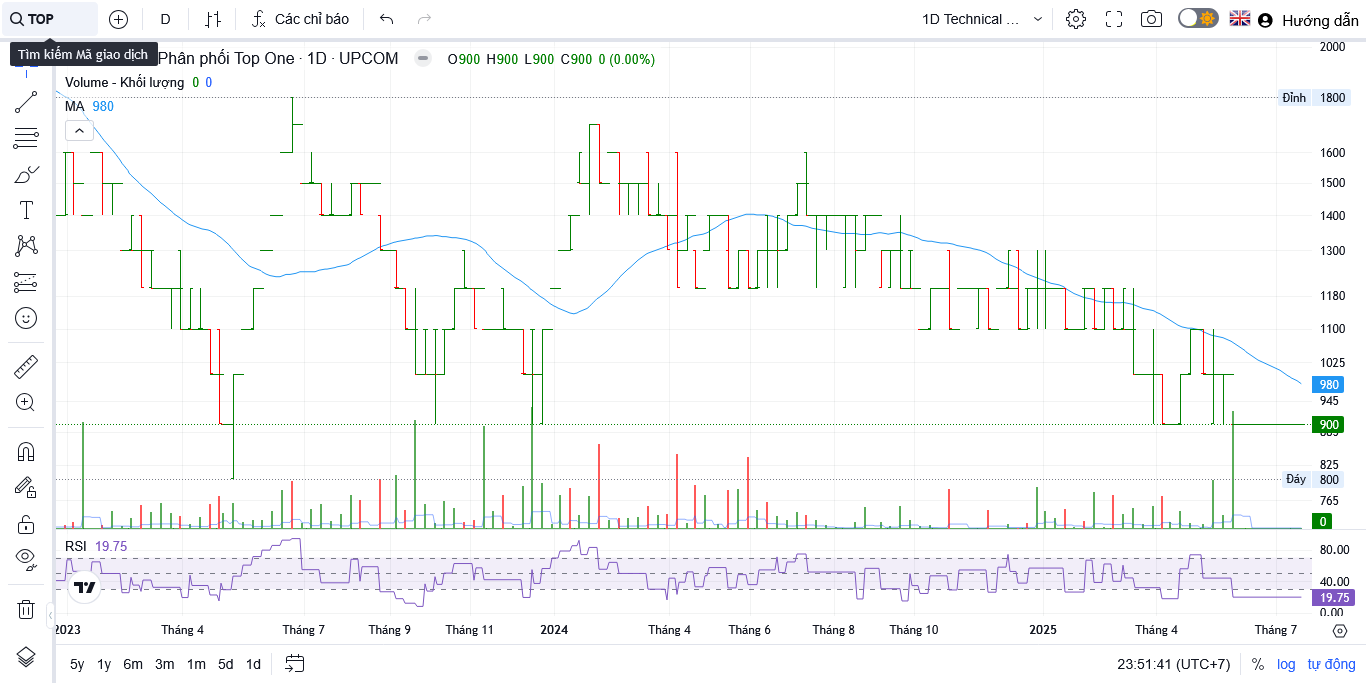 TOP
D
Các chỉ báo
1D Technical ...
Hướng dẫn
Tìm kiếm Mã giao dịch
Phân phối Top One · 1D · UPCOM
O900 H900 L900 C900 0 (0.00%)
Volume - Khối lượng 0 0
MA 980
2000
Đỉnh 1800
1600
1500
1400
1300
1180
1100
1025
980
945
900
825
Đáy 800
765
0
RSI 19.75
80.00
40.00
19.75
0.00
2023 Tháng 4 Tháng 7 Tháng 9 Tháng 11 2024 Tháng 4 Tháng 6 Tháng 8 Tháng 10 2025 Tháng 4 Tháng 7
5y 1y 6m 3m 1m 5d 1d
23:51:41 (UTC+7) % log tự động